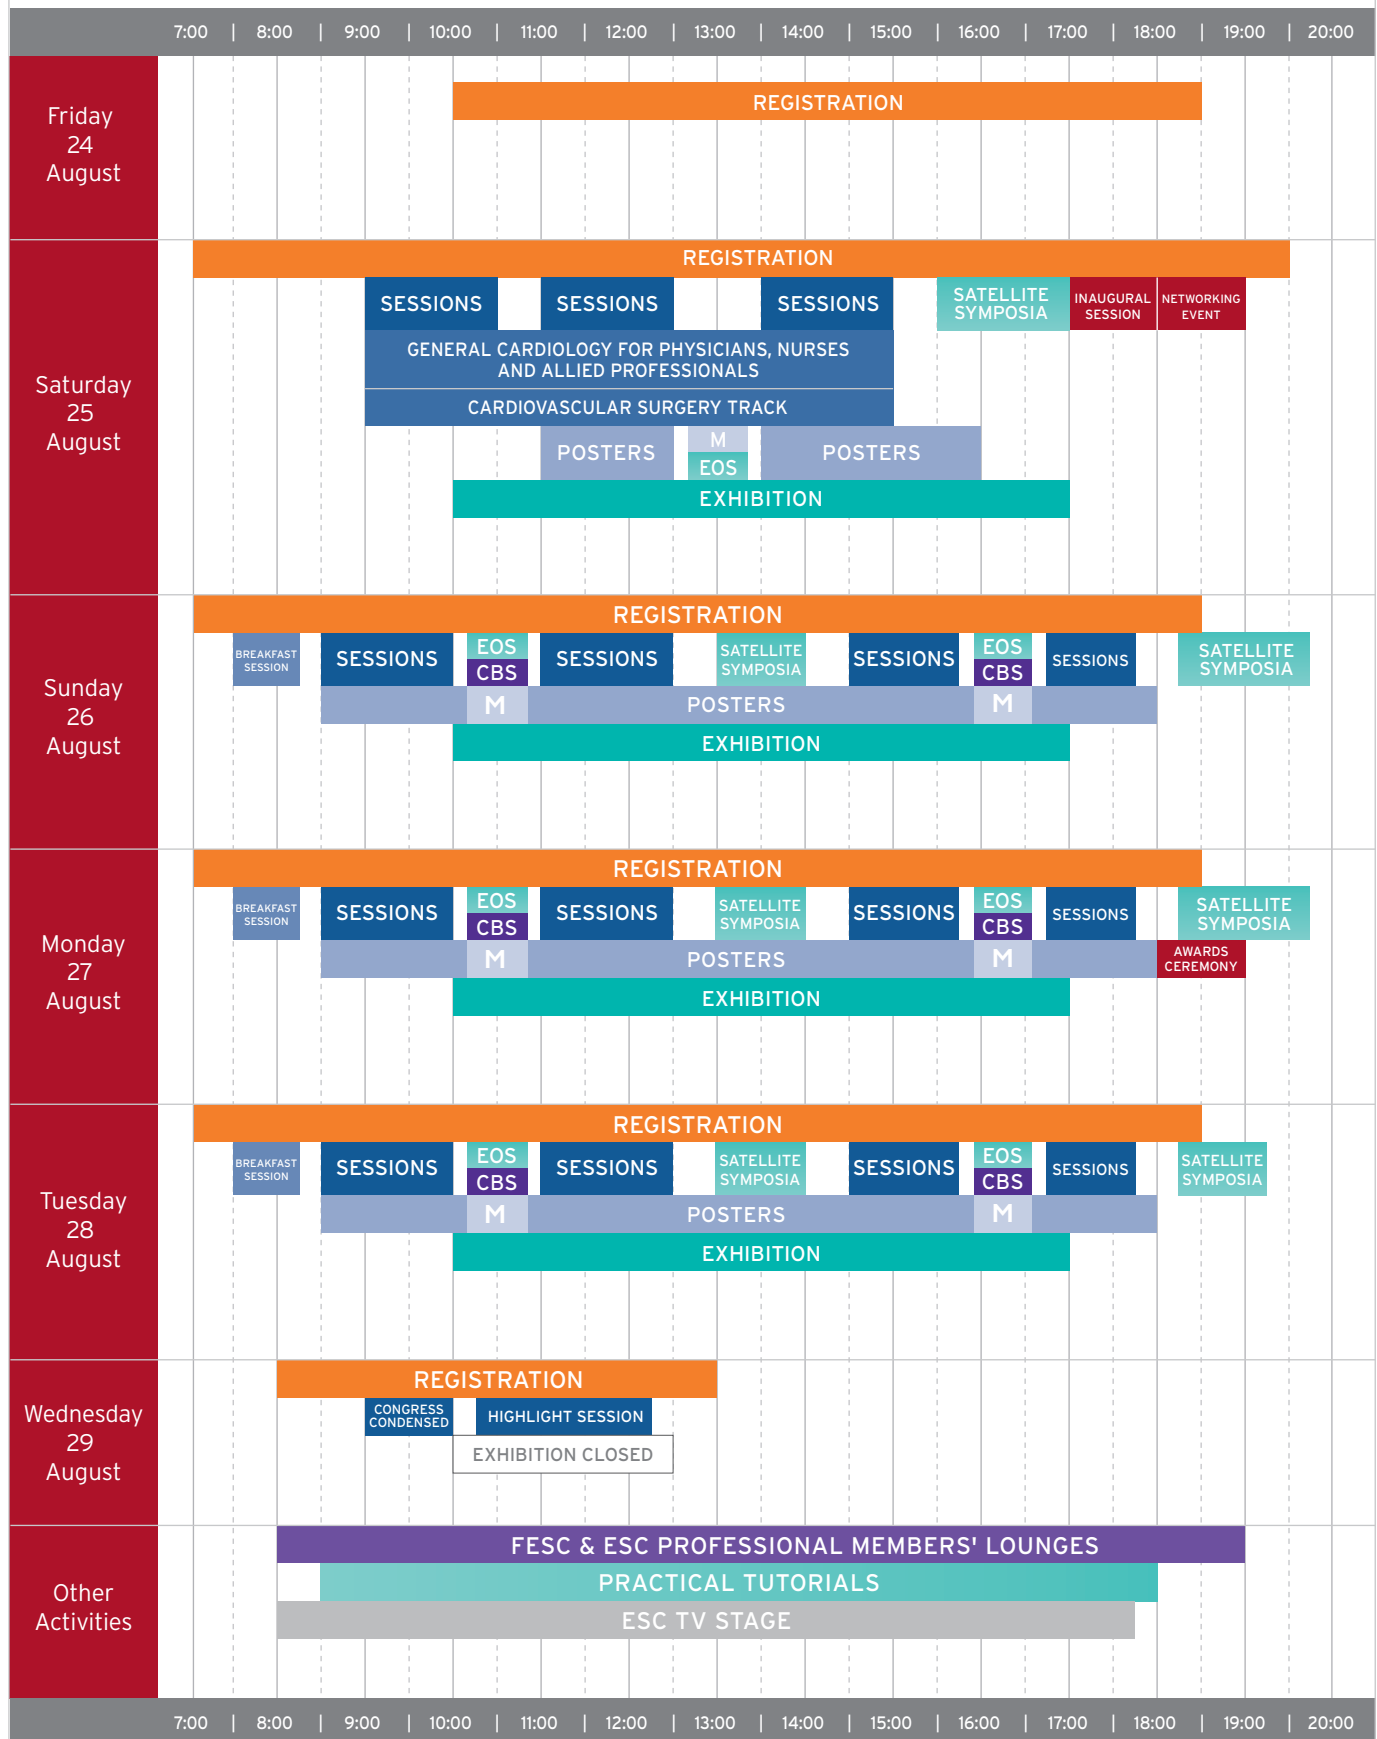 7:00 | 8:00 | 9:00 | 10:00 | 11:00 | 12:00 | 13:00 | 14:00 | 15:00 | 16:00 | 17:00 | 18:00 | 19:00 | 20:00
Friday
24
August
REGISTRATION
Saturday
25
August
REGISTRATION
SESSIONS
SESSIONS
SESSIONS
SATELLITE
SYMPOSIA
INAUGURAL
SESSION
NETWORKING
EVENT
GENERAL CARDIOLOGY FOR PHYSICIANS, NURSES
AND ALLIED PROFESSIONALS
CARDIOVASCULAR SURGERY TRACK
POSTERS
M
EOS
POSTERS
EXHIBITION
Sunday
26
August
REGISTRATION
BREAKFAST
SESSION
SESSIONS
EOS
CBS
SESSIONS
SATELLITE
SYMPOSIA
SESSIONS
EOS
CBS
SESSIONS
SATELLITE
SYMPOSIA
M
POSTERS
M
EXHIBITION
Monday
27
August
REGISTRATION
BREAKFAST
SESSION
SESSIONS
EOS
CBS
SESSIONS
SATELLITE
SYMPOSIA
SESSIONS
EOS
CBS
SESSIONS
SATELLITE
SYMPOSIA
M
POSTERS
M
AWARDS
CEREMONY
EXHIBITION
Tuesday
28
August
REGISTRATION
BREAKFAST
SESSION
SESSIONS
EOS
CBS
SESSIONS
SATELLITE
SYMPOSIA
SESSIONS
EOS
CBS
SESSIONS
SATELLITE
SYMPOSIA
M
POSTERS
M
EXHIBITION
Wednesday
29
August
REGISTRATION
CONGRESS
CONDENSED
HIGHLIGHT SESSION
EXHIBITION CLOSED
Other
Activities
FESC & ESC PROFESSIONAL MEMBERS' LOUNGES
PRACTICAL TUTORIALS
ESC TV STAGE
7:00 | 8:00 | 9:00 | 10:00 | 11:00 | 12:00 | 13:00 | 14:00 | 15:00 | 16:00 | 17:00 | 18:00 | 19:00 | 20:00